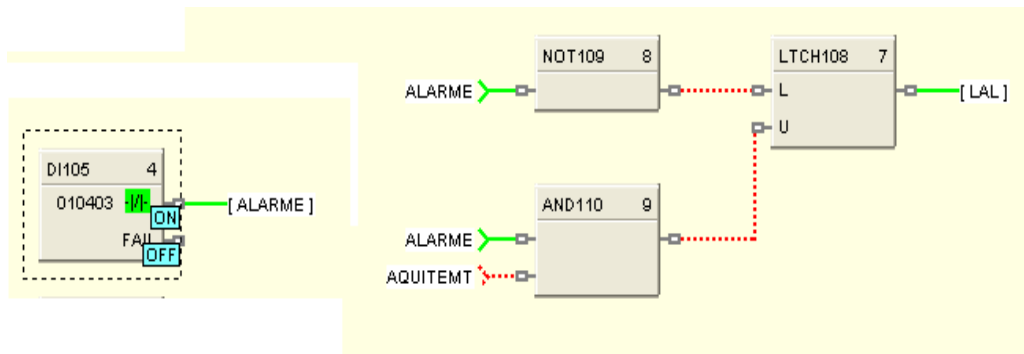 NOT109 8
LTCH108 7
ALARME
L
[ LAL ]
U
DI105 4
010403 -|/|-
ON
[ ALARME ]
FAIL
OFF
AND110 9
ALARME
AQUITEMT